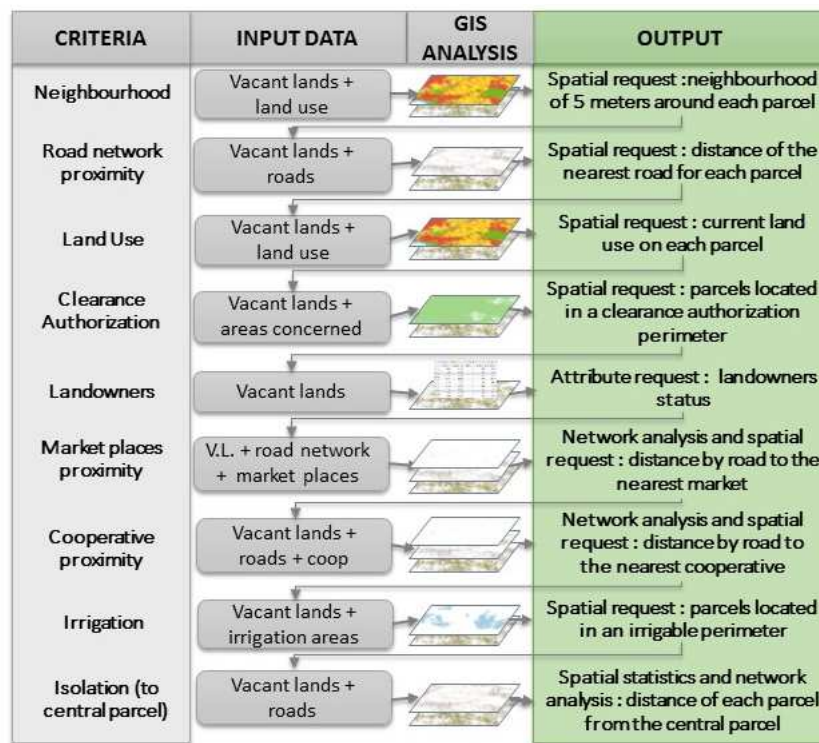 CRITERIA
INPUT DATA
GIS
ANALYSIS
OUTPUT
Neighbourhood
Vacant lands +
land use
Spatial request :neighbourhood
of 5 meters around each parcel
Road network
proximity
Vacant lands +
roads
Spatial request : distance of the
nearest road for each parcel
Land Use
Vacant lands +
land use
Spatial request : current land
use on each parcel
Clearance
Authorization
Vacant lands +
areas concerned
Spatial request : parcels located
in a clearance authorization
perimeter
Landowners
Vacant lands
Attribute request : landowners
status
Market places
proximity
V.L. + road network
+ market places
Network analysis and spatial
request : distance by road to the
nearest market
Cooperative
proximity
Vacant lands +
roads + coop
Network analysis and spatial
request : distance by road to
the nearest cooperative
Irrigation
Vacant lands +
irrigation areas
Spatial request : parcels located
in an irrigable perimeter
Isolation (to
central parcel)
Vacant lands +
roads
Spatial statistics and network
analysis : distance of each parcel
from the central parcel